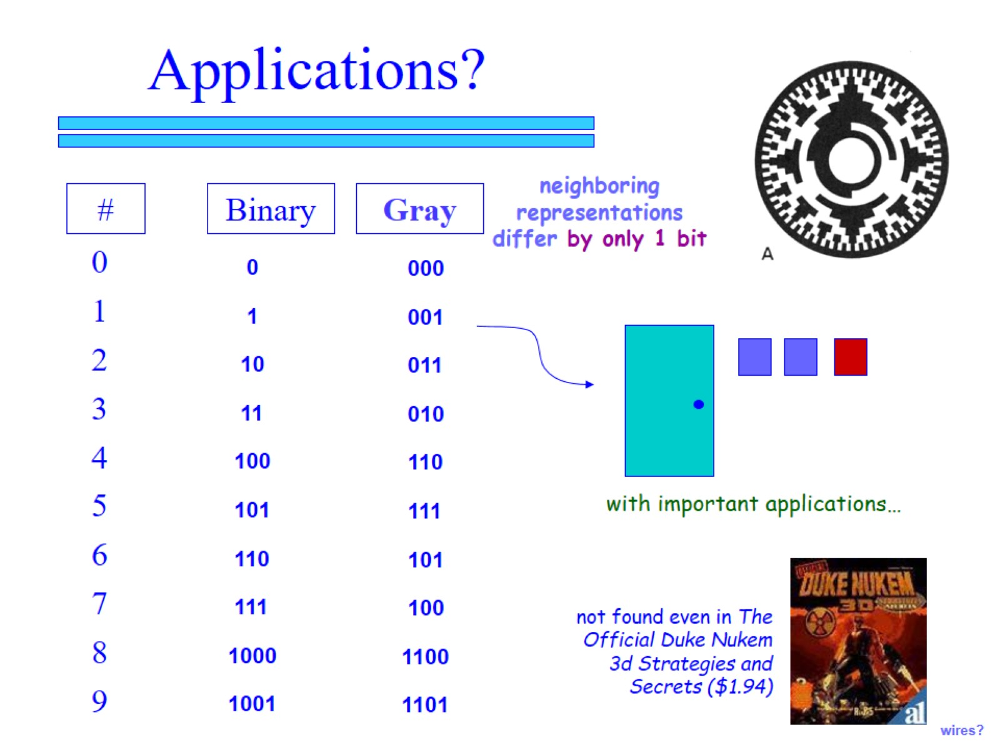 Applications?
# Binary Gray
neighboring
representations
differ by only 1 bit
A
0 0 000
1 1 001
2 10 011
3 11 010
4 100 110
5 101 111
6 110 101
7 111 100
8 1000 1100
9 1001 1101
with important applications...
not found even in The
Official Duke Nukem
3d Strategies and
Secrets ($1.94)
DUKE NUKEM
3D
al
wires?